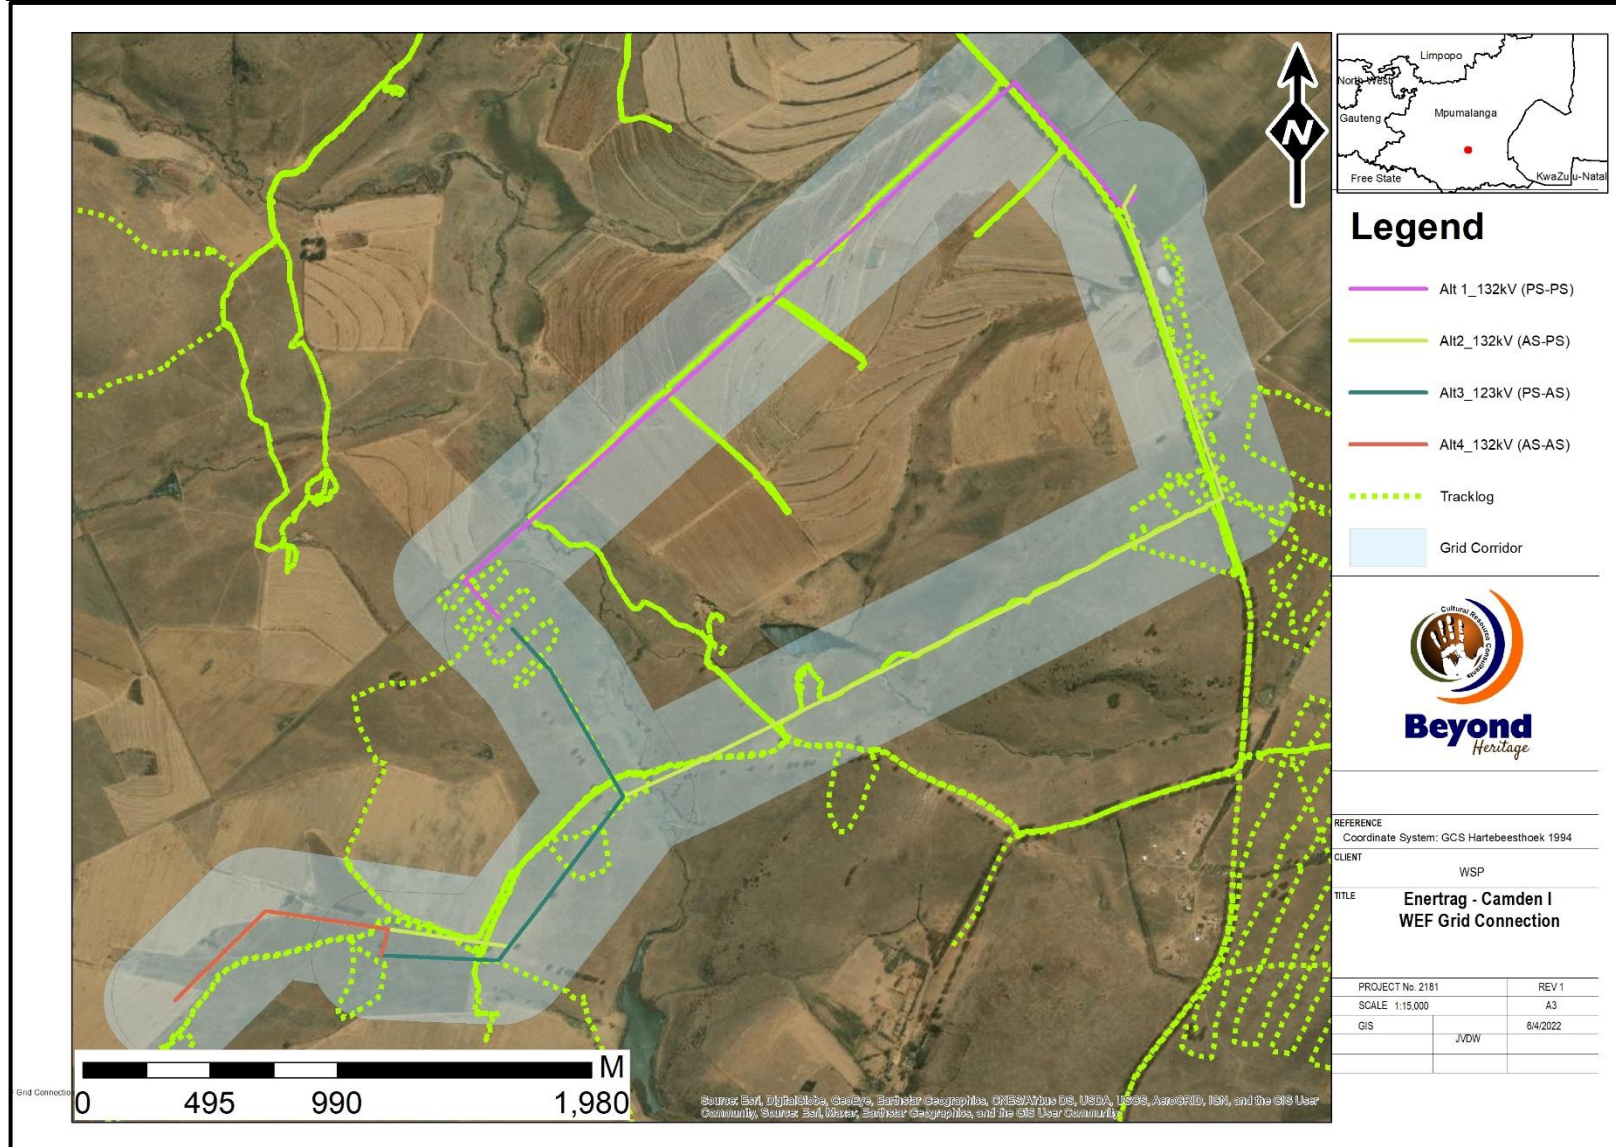 Limpopo
North West
Gauteng
Mpumalanga
Free State
KwaZulu-Natal
N
Legend
Alt 1_132kV (PS-PS)
Alt2_132kV (AS-PS)
Alt3_123kV (PS-AS)
Alt4_132kV (AS-AS)
Tracklog
Grid Corridor
Cultural Resource Consultants
Beyond
Heritage
REFERENCE
Coordinate System: GCS Hartebeesthoek 1994
CLIENT
WSP
TITLE
Enertrag - Camden I
WEF Grid Connection
PROJECT No. 2181 REV 1
SCALE 1:15,000 A3
GIS 6/4/2022
JVDW
M
0 495 990 1,980
Grid Connectio
Source: Esri, DigitalGlobe, GeoEye, Earthstar Geographics, CNES/Airbus DS, USDA, USGS, AeroGRID, IGN, and the GIS User
Community, Source: Esri, Maxar, Earthstar Geographics, and the GIS User Community